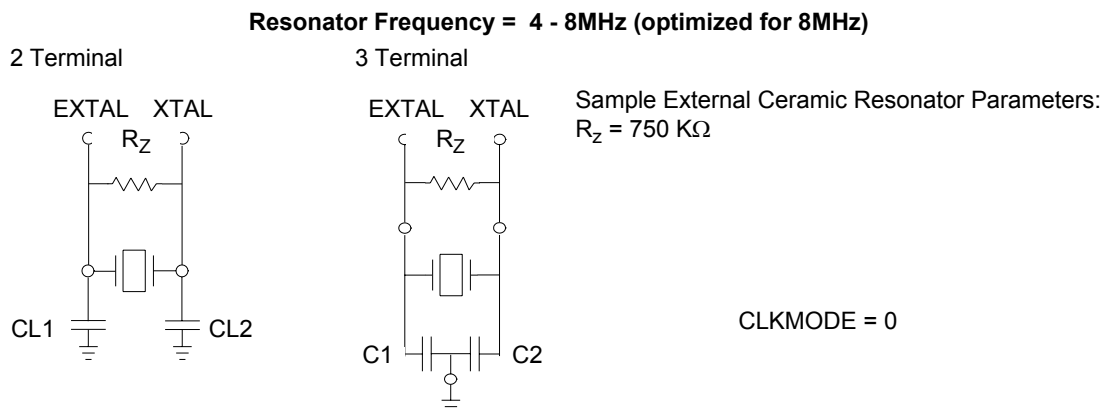 Resonator Frequency = 4 - 8MHz (optimized for 8MHz)
2 Terminal
3 Terminal
EXTAL XTAL
RZ
CL1
CL2
EXTAL XTAL
RZ
C1
C2
Sample External Ceramic Resonator Parameters:
Rz = 750 KΩ
CLKMODE = 0